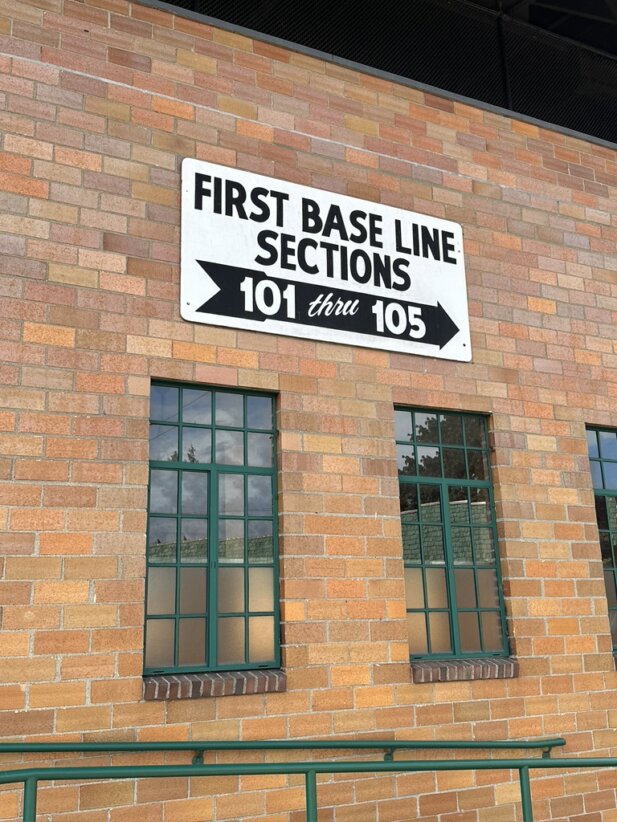 FIRST BASE LINE
SECTIONS
101 thru 105